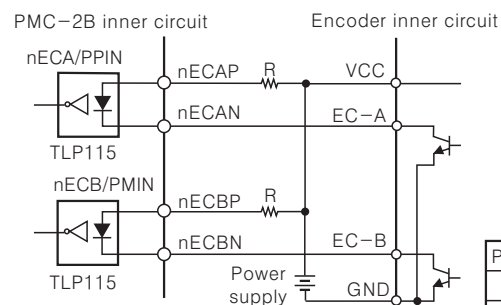 PMC-2B inner circuit
Encoder inner circuit
nECA/PPIN
nECAP
R
VCC
nECAN
EC-A
TLP115
nECB/PMIN
nECBP
R
nECBN
EC-B
TLP115
Power
supply
GND
P